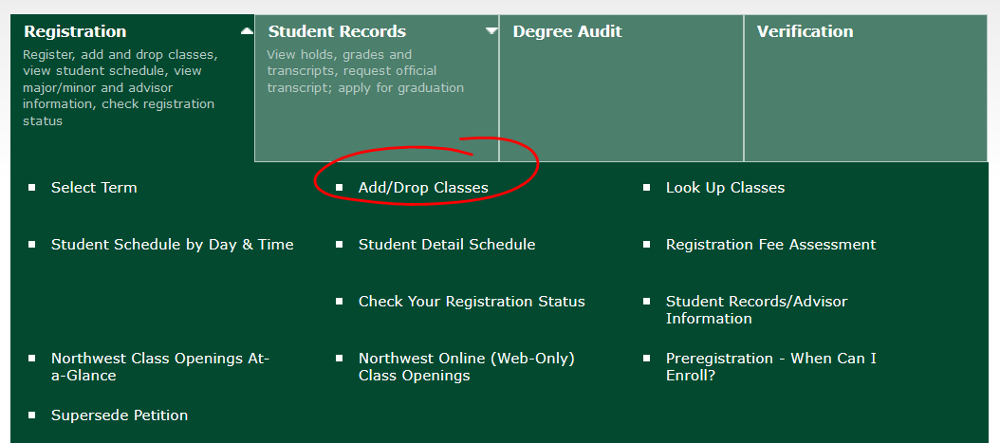 Registration
Register, add and drop classes,
view student schedule, view
major/minor and advisor
information, check registration
status
Student Records
View holds, grades and
transcripts, request official
transcript; apply for graduation
Degree Audit
Verification
Select Term
Add/Drop Classes
Look Up Classes
Student Schedule by Day & Time
Student Detail Schedule
Registration Fee Assessment
Check Your Registration Status
Student Records/Advisor
Information
Northwest Class Openings At-
a-Glance
Northwest Online (Web-Only)
Class Openings
Preregistration - When Can I
Enroll?
Supersede Petition